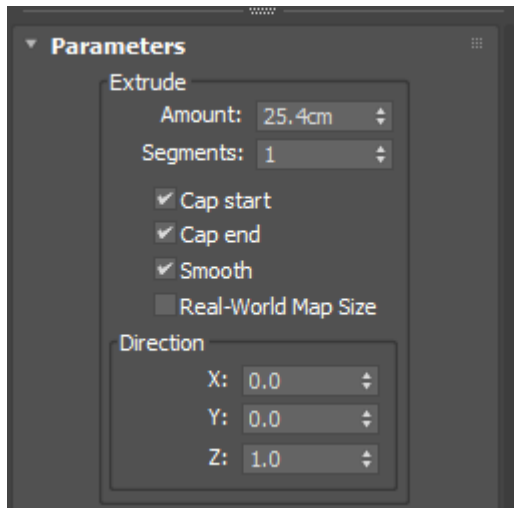 Parameters
Extrude
Amount: 25.4cm
Segments: 1
Cap start
Cap end
Smooth
Real-World Map Size
Direction
X: 0.0
Y: 0.0
Z: 1.0